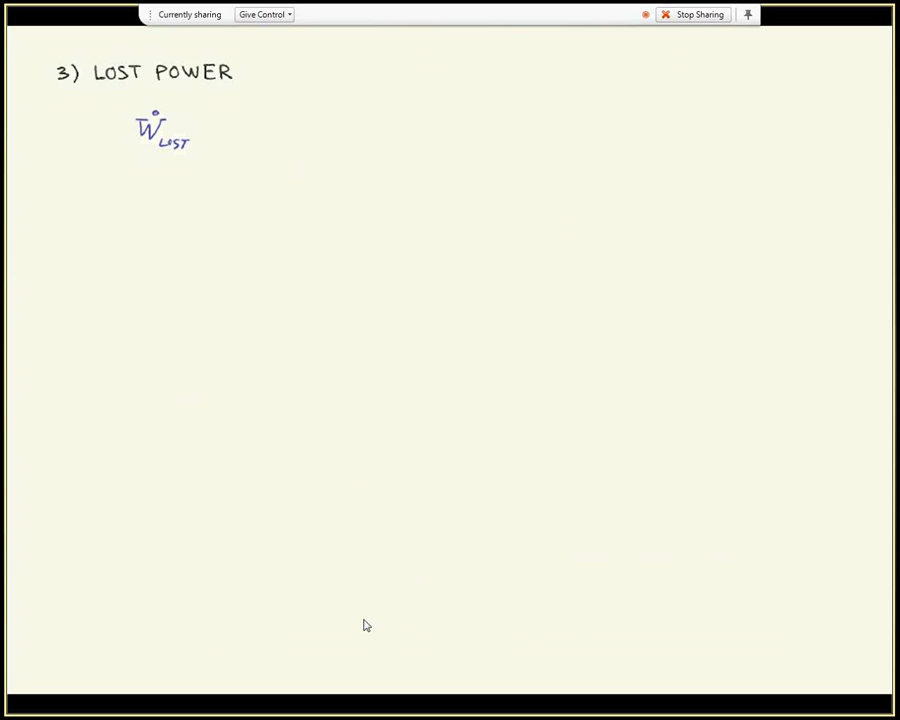 Currently sharing Give Control Stop Sharing
3) LOST POWER
Ẇ LOST